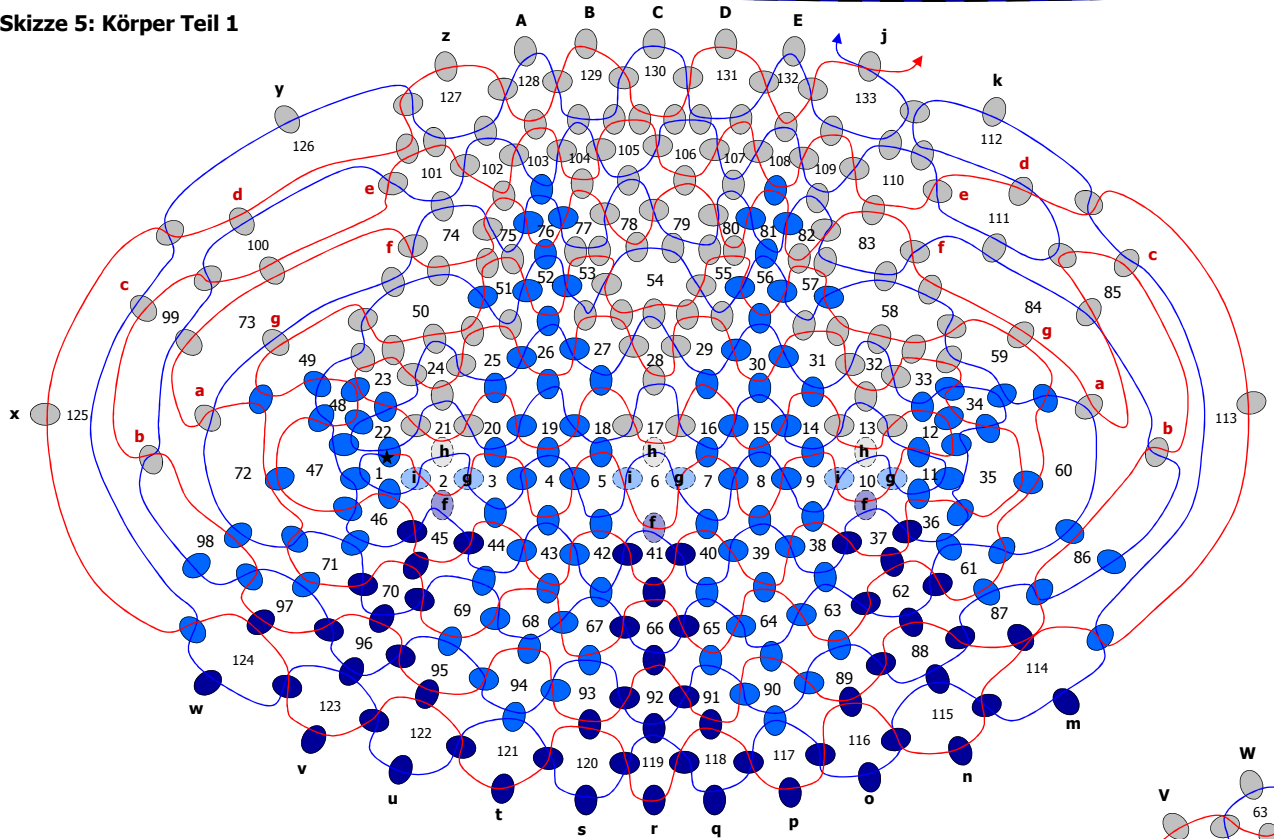 Skizze 5: Körper Teil 1
A B C D E
z j
y k
128 129 130 131 132
127 133
126 112
103 104 105 106 107 108
101 102 109 110
d e e d
100 111
74 75 76 77 78 79 80 81 82 83
f f
c c
99 73 50 51 52 53 54 55 56 57 58 84 85
g g
49 23 24 25 26 27 28 29 30 31 32 33 59
a a
x 125 48 34 113
22 21 20 19 18 17 16 15 14 13 12
b b
h h h
72 47 1 i 2 g 3 4 5 i 6 g 7 8 9 i 10 g 11 35 60
f f f
46 45 44 43 42 41 40 39 38 37 36
98 71 61 86
70 69 68 67 66 65 64 63 62
97 96 87
124 95 94 93 92 91 90 89 88 114
w m
123 122 121 120 119 118 117 116 115
v n
u t s r q p o
W
V
63